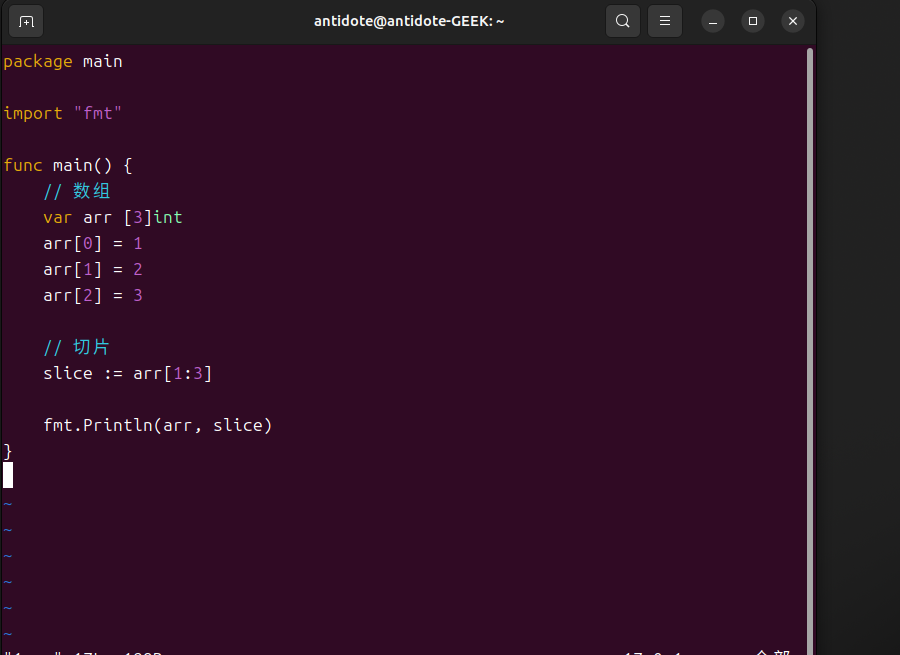 antidote@antidote-GEEK: ~
package main
import "fmt"
func main() {
// 数组
var arr [3]int
arr[0] = 1
arr[1] = 2
arr[2] = 3
// 切片
slice := arr[1:3]
fmt.Println(arr, slice)
}
~
~
~
~
~
~